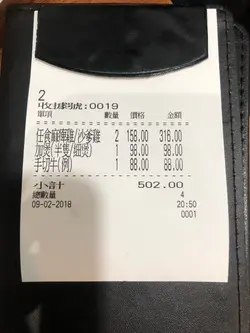 2
收據號:0019
單項 數量 價格 金額
任食麻辣雞/沙爹雞 2 158.00 316.00
加煲(半隻/細煲) 1 98.00 98.00
手切牛(例) 1 88.00 88.00
小計 502.00
總數量 4
09-02-2018 20:50
0001